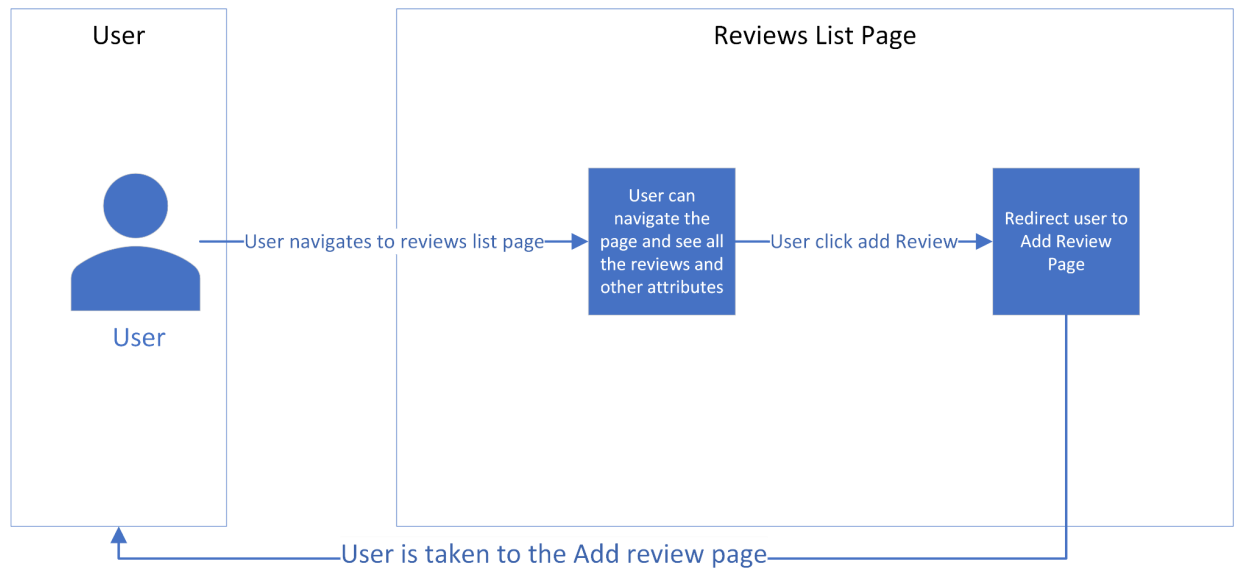 User
Reviews List Page
User can
navigate the
page and see all
the reviews and
other attributes
Redirect user to
Add Review
Page
User navigates to reviews list page
User click add Review
User
User is taken to the Add review page